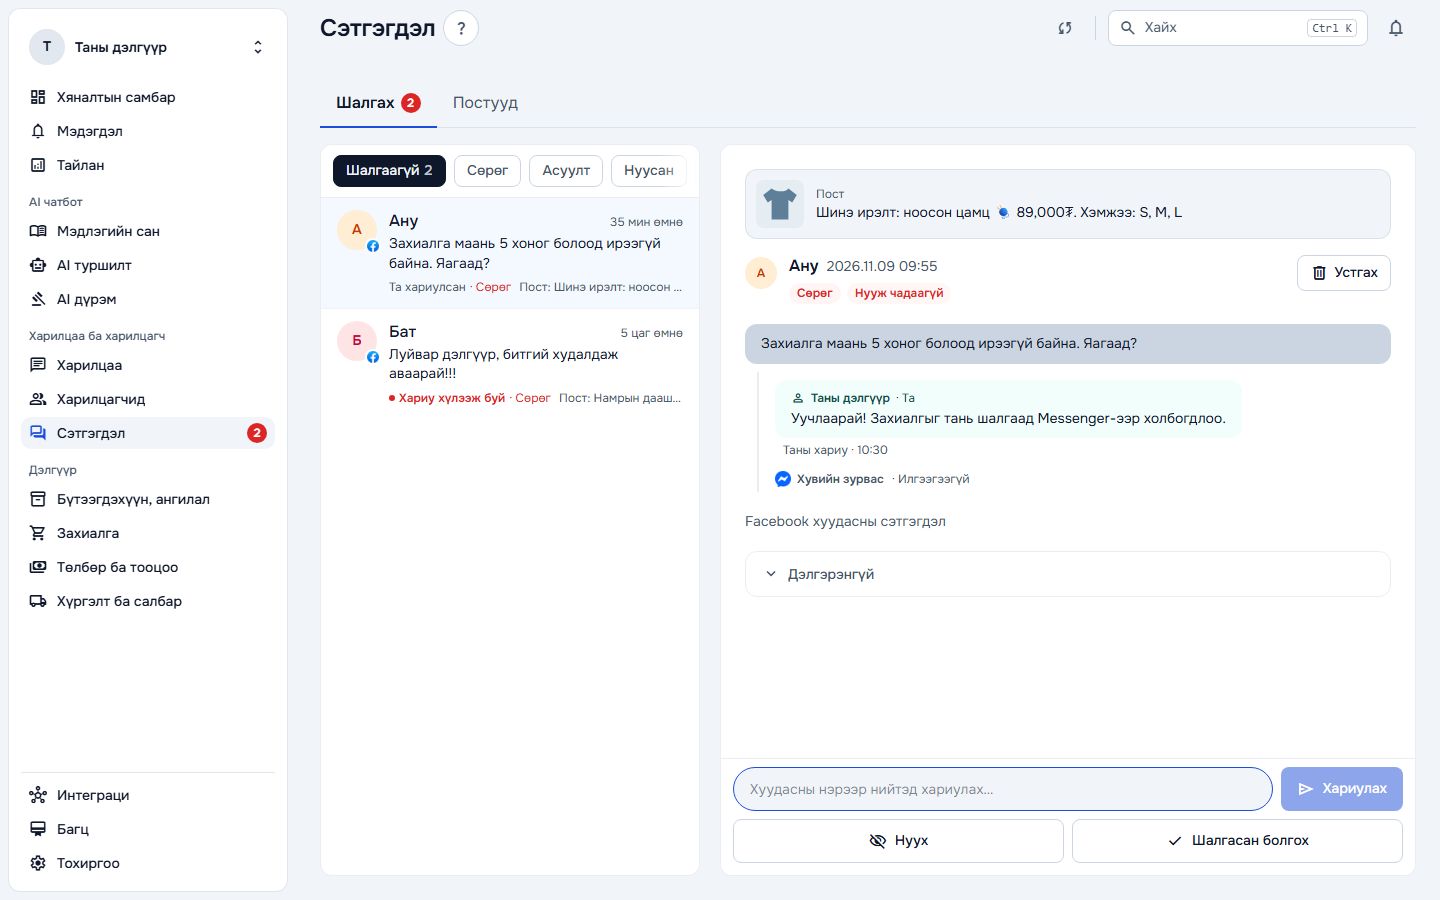 Т
Таны дэлгүүр
Хяналтын самбар
Мэдэгдэл
Тайлан
AI чатбот
Мэдлэгийн сан
AI туршилт
AI дүрэм
Харилцаа ба харилцагч
Харилцаа
Харилцагчид
Сэтгэгдэл 2
Дэлгүүр
Бүтээгдэхүүн, ангилал
Захиалга
Төлбөр ба тооцоо
Хүргэлт ба салбар
Интеграци
Багц
Тохиргоо
Сэтгэгдэл ?
Хайх Ctrl K
Шалгах 2 Постууд
Шалгаагүй 2 Сөрөг Асуулт Нуусан
А
Ану 35 мин өмнө
Захиалга маань 5 хоног болоод ирээгүй
байна. Яагаад?
Та хариулсан · Сөрөг Пост: Шинэ ирэлт: ноосон ...
Б
Бат 5 цаг өмнө
Луйвар дэлгүүр, битгий худалдаж
аваарай!!!
Хариу хүлээж буй · Сөрөг Пост: Намрын дааш...
Пост
Шинэ ирэлт: ноосон цамц 🧶 89,000₮. Хэмжээ: S, M, L
А
Ану 2026.11.09 09:55
Сөрөг Нууж чадаагүй
Устгах
Захиалга маань 5 хоног болоод ирээгүй байна. Яагаад?
Таны дэлгүүр · Та
Уучлаарай! Захиалгыг тань шалгаад Messenger-ээр холбогдлоо.
Таны хариу · 10:30
Хувийн зурвас · Илгээгээгүй
Facebook хуудасны сэтгэгдэл
Дэлгэрэнгүй
Хуудасны нэрээр нийтэд хариулах...
Хариулах
Нуух
Шалгасан болгох